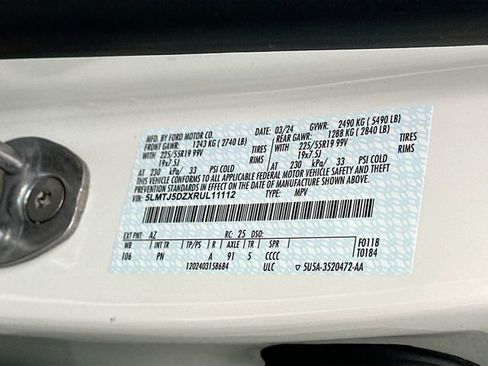 MFD. BY FORD MOTOR CO.
DATE: 03/24 GVWR: 2490 KG (5490 LB)
FRONT GAWR: 1243 KG (2740 LB) REAR GAWR: 1288 KG (2840 LB)
WITH 225/55R19 99V TIRES WITH 225/55R19 99V TIRES
19x7.5J RIMS 19x7.5J RIMS
AT 230 kPa/ 33 PSI COLD AT 230 kPa/ 33 PSI COLD
THIS VEHICLE CONFORMS TO ALL APPLICABLE FEDERAL MOTOR VEHICLE SAFETY AND
THEFT PREVENTION STANDARDS IN EFFECT ON THE DATE OF MANUFACTURE SHOWN ABOVE.
VIN: 5LMTJ5DZXRUL11112 TYPE: MPV
EXT PNT: AZ RC: 25 DSO: F0118
WB INT TR TP/PS R AXLE TR SPR T0184
106 PN A 91 5 CCCC
1202403158684 ULC ▽ 5U5A-3520472-AA